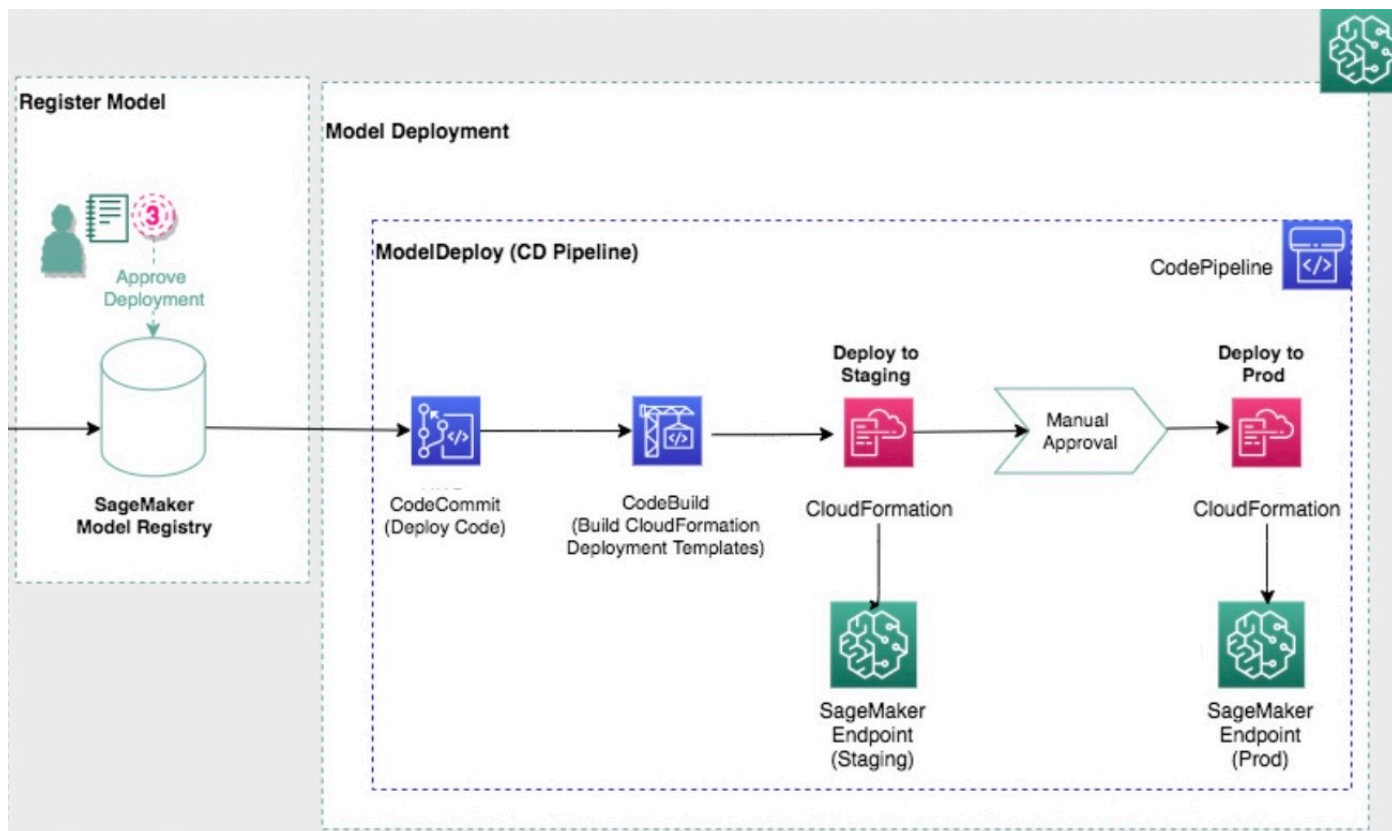 Register Model
3
Approve
Deployment
SageMaker
Model Registry
Model Deployment
ModelDeploy (CD Pipeline)
CodePipeline
</>
CodeCommit
(Deploy Code)
</>
CodeBuild
(Build CloudFormation
Deployment Templates)
</>
Deploy to
Staging
CloudFormation
SageMaker
Endpoint
(Staging)
Manual
Approval
Deploy to
Prod
CloudFormation
SageMaker
Endpoint
(Prod)